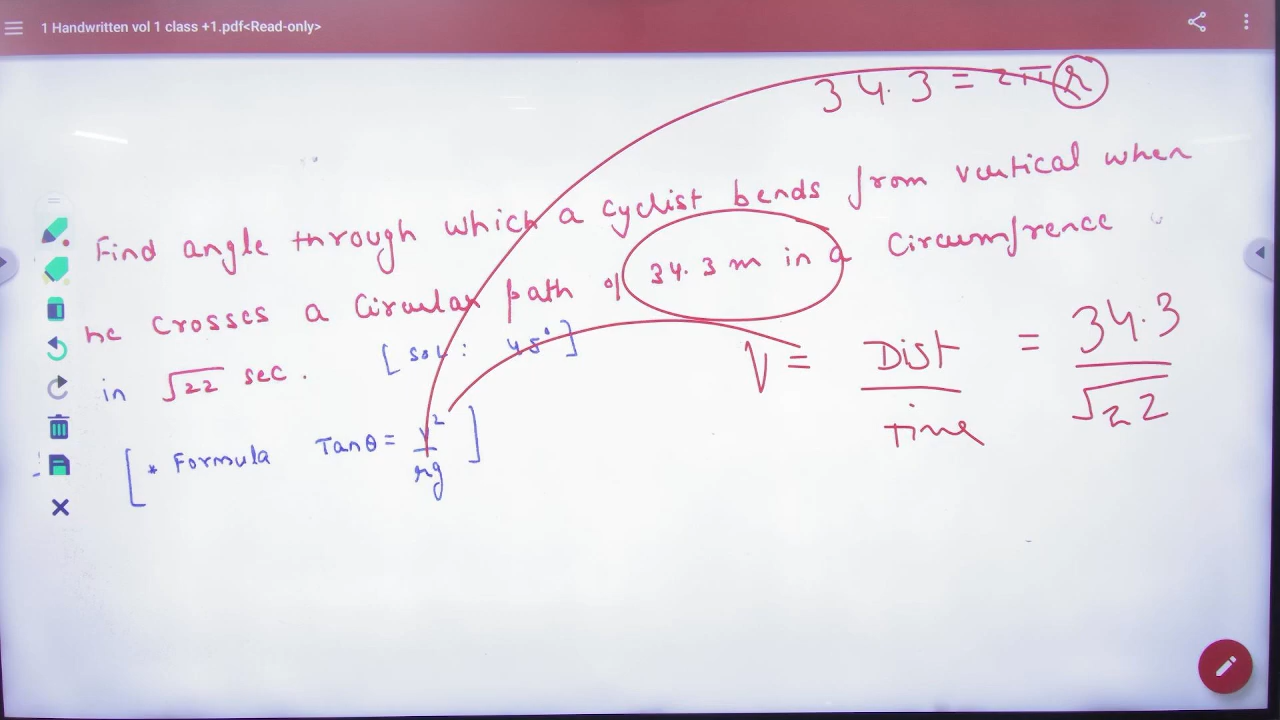 1 Handwritten vol 1 class +1.pdf<Read-only>
34.3 = 2πr
Find angle through which a cyclist bends from vertical when
he crosses a circular path of 34.3 m in a circumfrence
in √22 sec. [sol: 45°]
V = Dist / Time = 34.3 / √22
[* Formula Tanθ = v² / rg ]